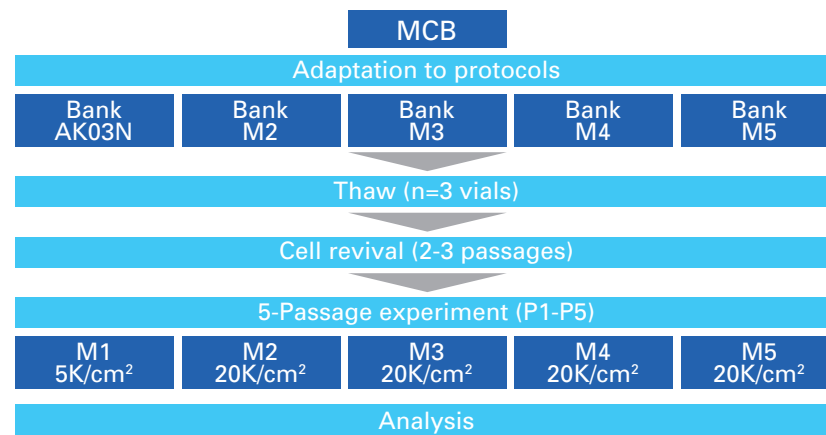 MCB
Adaptation to protocols
Bank
AK03N
Bank
M2
Bank
M3
Bank
M4
Bank
M5
Thaw (n=3 vials)
Cell revival (2-3 passages)
5-Passage experiment (P1-P5)
M1
5K/cm²
M2
20K/cm²
M3
20K/cm²
M4
20K/cm²
M5
20K/cm²
Analysis